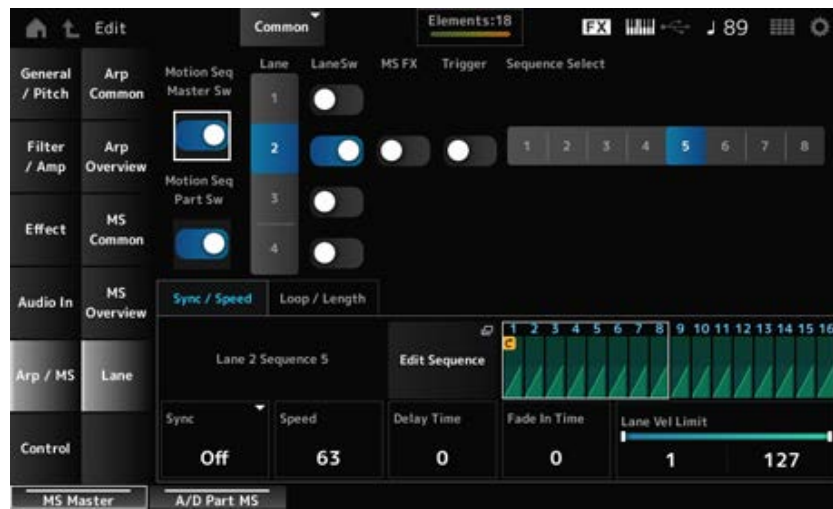 Edit
Common
Elements:18
FX
♩ 89
General / Pitch
Arp Common
Filter / Amp
Arp Overview
Effect
MS Common
Audio In
MS Overview
Arp / MS
Lane
Control
Motion Seq Master Sw
Motion Seq Part Sw
Lane LaneSw MS FX Trigger Sequence Select
1
2 1 2 3 4 5 6 7 8
3
4
Sync / Speed Loop / Length
Lane 2 Sequence 5
Edit Sequence
1 2 3 4 5 6 7 8 9 10 11 12 13 14 15 16
C
Sync Speed Delay Time Fade In Time Lane Vel Limit
Off 63 0 0 1 127
MS Master A/D Part MS